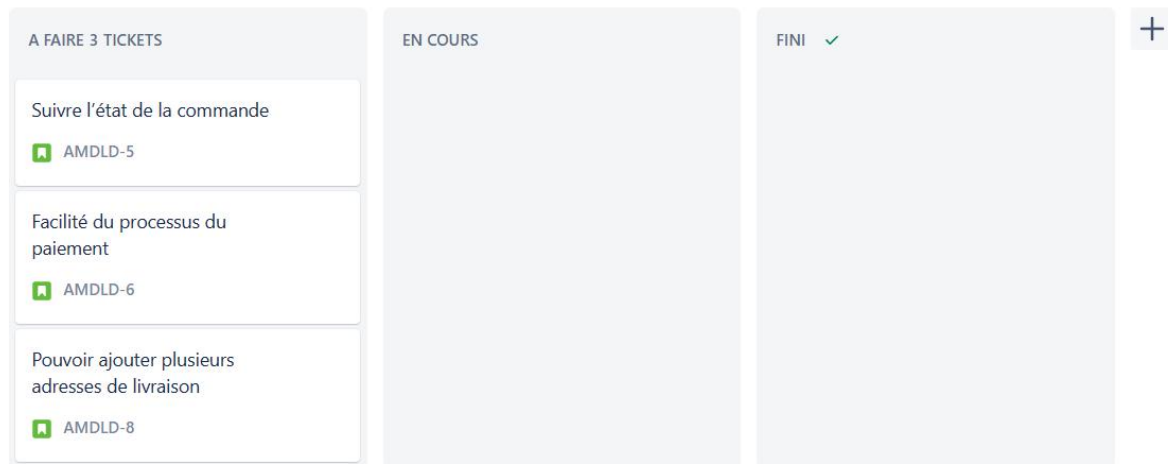 A FAIRE 3 TICKETS
Suivre l’état de la commande
AMDLD-5
Facilité du processus du
paiement
AMDLD-6
Pouvoir ajouter plusieurs
adresses de livraison
AMDLD-8
EN COURS
FINI